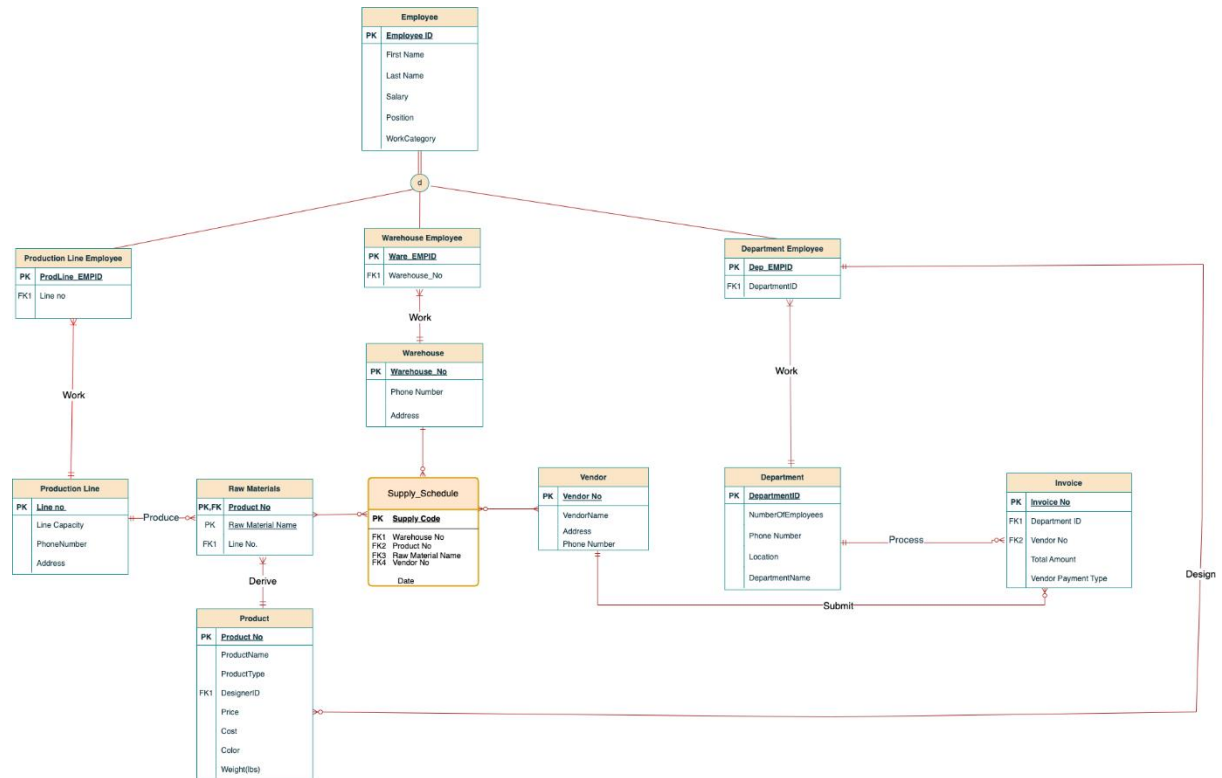 Employee
PK Employee ID
First Name
Last Name
Salary
Position
WorkCategory
d
Production Line Employee
PK ProdLine_EMPID
FK1 Line no
Warehouse Employee
PK Ware_EMPID
FK1 Warehouse_No
Department Employee
PK Dep_EMPID
FK1 DepartmentID
Work
Work
Work
Warehouse
PK Warehouse_No
Phone Number
Address
Production Line
PK Line no
Line Capacity
PhoneNumber
Address
Produce
Raw Materials
PK,FK Product No
PK Raw Material Name
FK1 Line No.
Derive
Supply_Schedule
PK Supply Code
FK1 Warehouse No
FK2 Product No
FK3 Raw Material Name
FK4 Vendor No
Date
Vendor
PK Vendor No
VendorName
Address
Phone Number
Department
PK DepartmentID
NumberOfEmployees
Phone Number
Location
DepartmentName
Process
Invoice
PK Invoice No
FK1 Department ID
FK2 Vendor No
Total Amount
Vendor Payment Type
Submit
Design
Product
PK Product No
ProductName
ProductType
FK1 DesignerID
Price
Cost
Color
Weight(lbs)